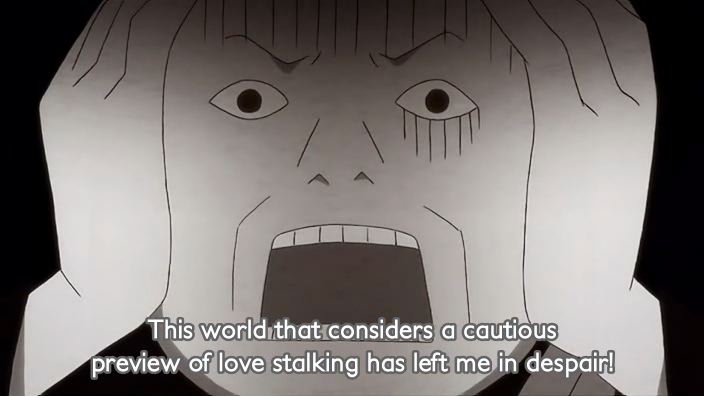 This world that considers a cautious
preview of love stalking has left me in despair!